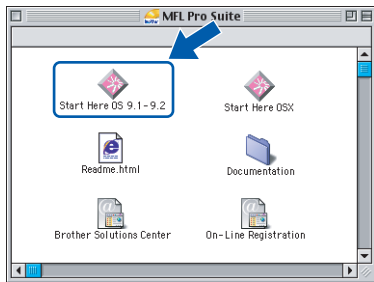 MFL Pro Suite
Start Here OS 9.1-9.2
Start Here OSX
Readme.html
Documentation
Brother Solutions Center
On-Line Registration